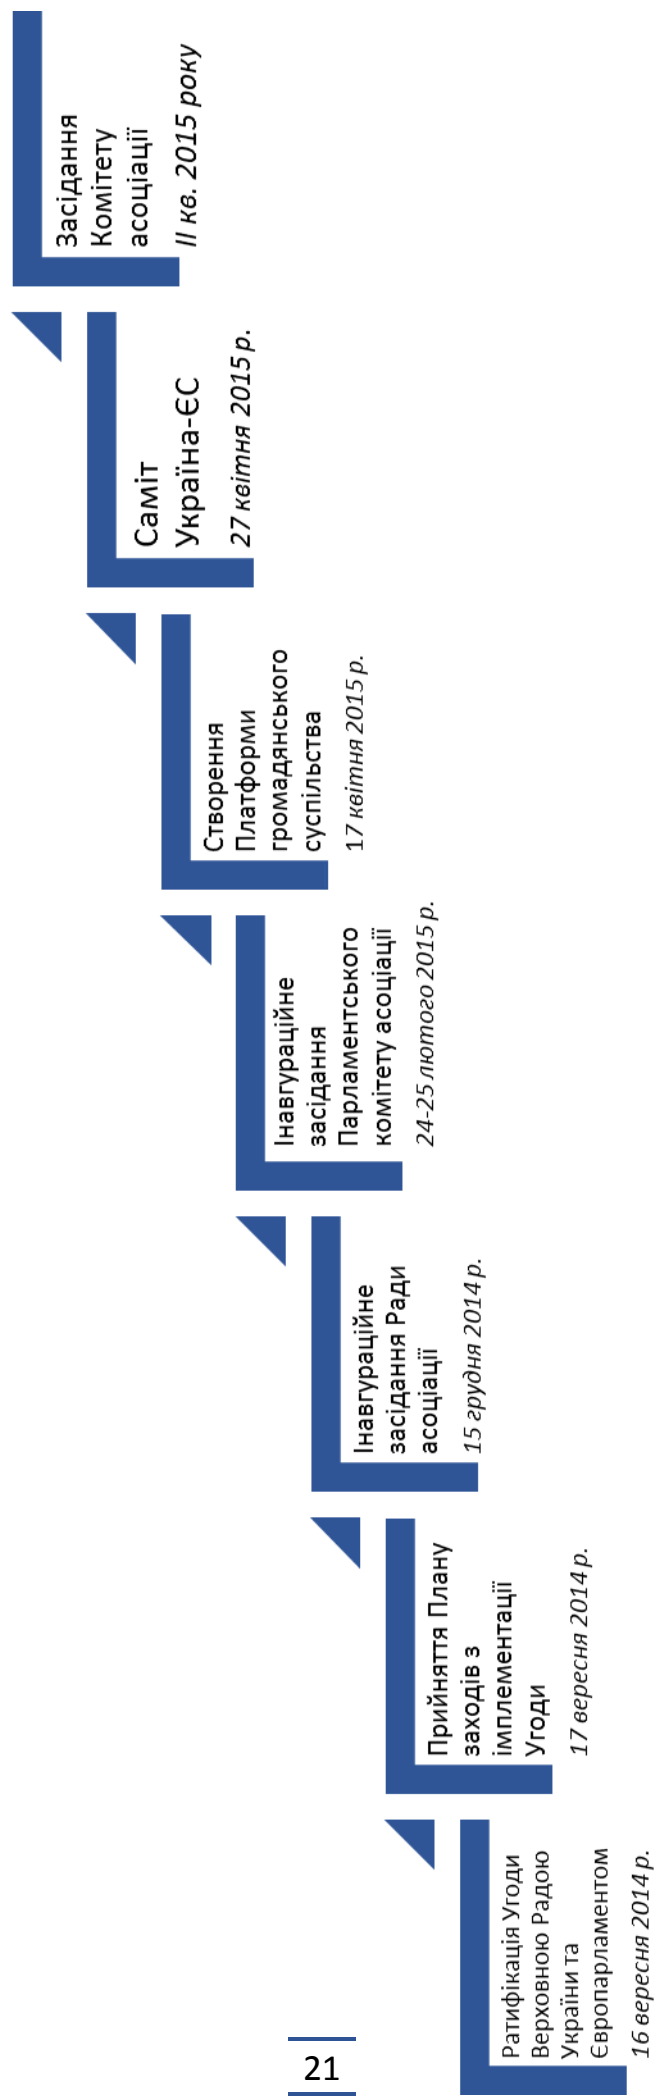 Ратифікація Угоди
Верховною Радою
України та
Європарламентом
16 вересня 2014 р.
Прийняття Плану
заходів з
імплементації
Угоди
17 вересня 2014 р.
Інавгураційне
засідання Ради
асоціації
15 грудня 2014 р.
Інавгураційне
засідання
Парламентського
комітету асоціації
24-25 лютого 2015 р.
Створення
Платформи
громадянського
суспільства
17 квітня 2015 р.
Саміт
Україна-ЄС
27 квітня 2015 р.
Засідання
Комітету
асоціації
II кв. 2015 року
21